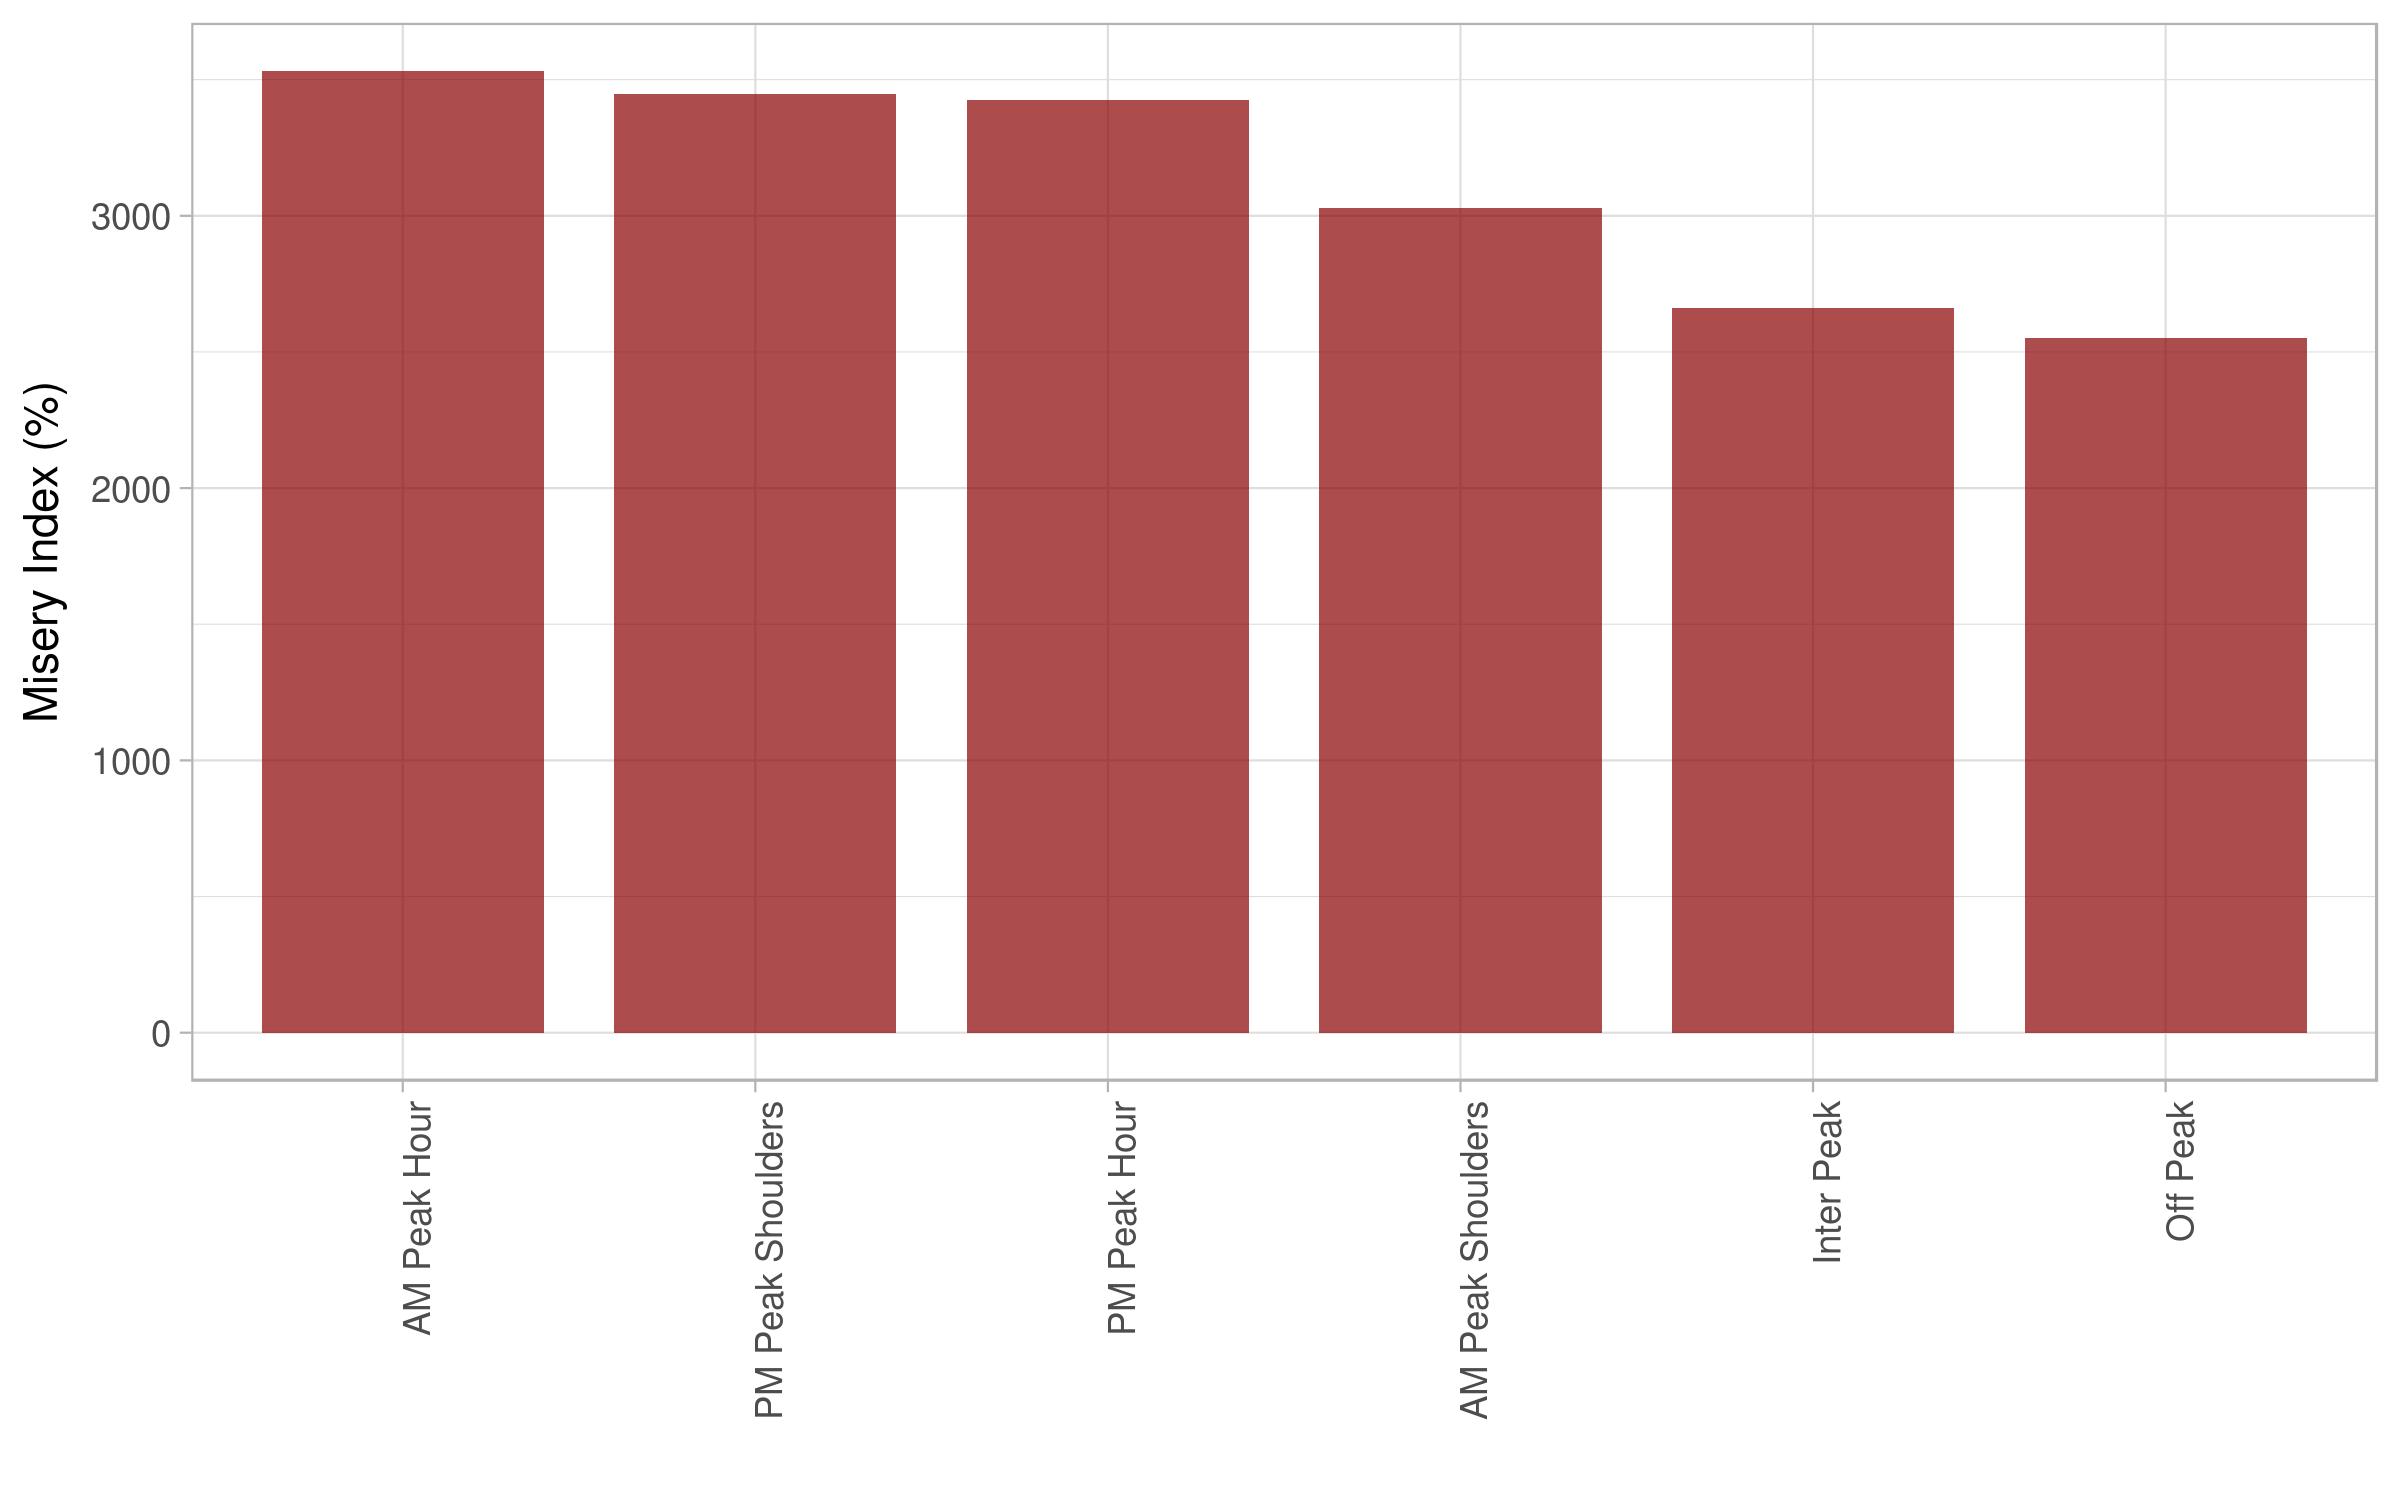 Misery Index (%)
3000
2000
1000
0
AM Peak Hour
PM Peak Shoulders
PM Peak Hour
AM Peak Shoulders
Inter Peak
Off Peak